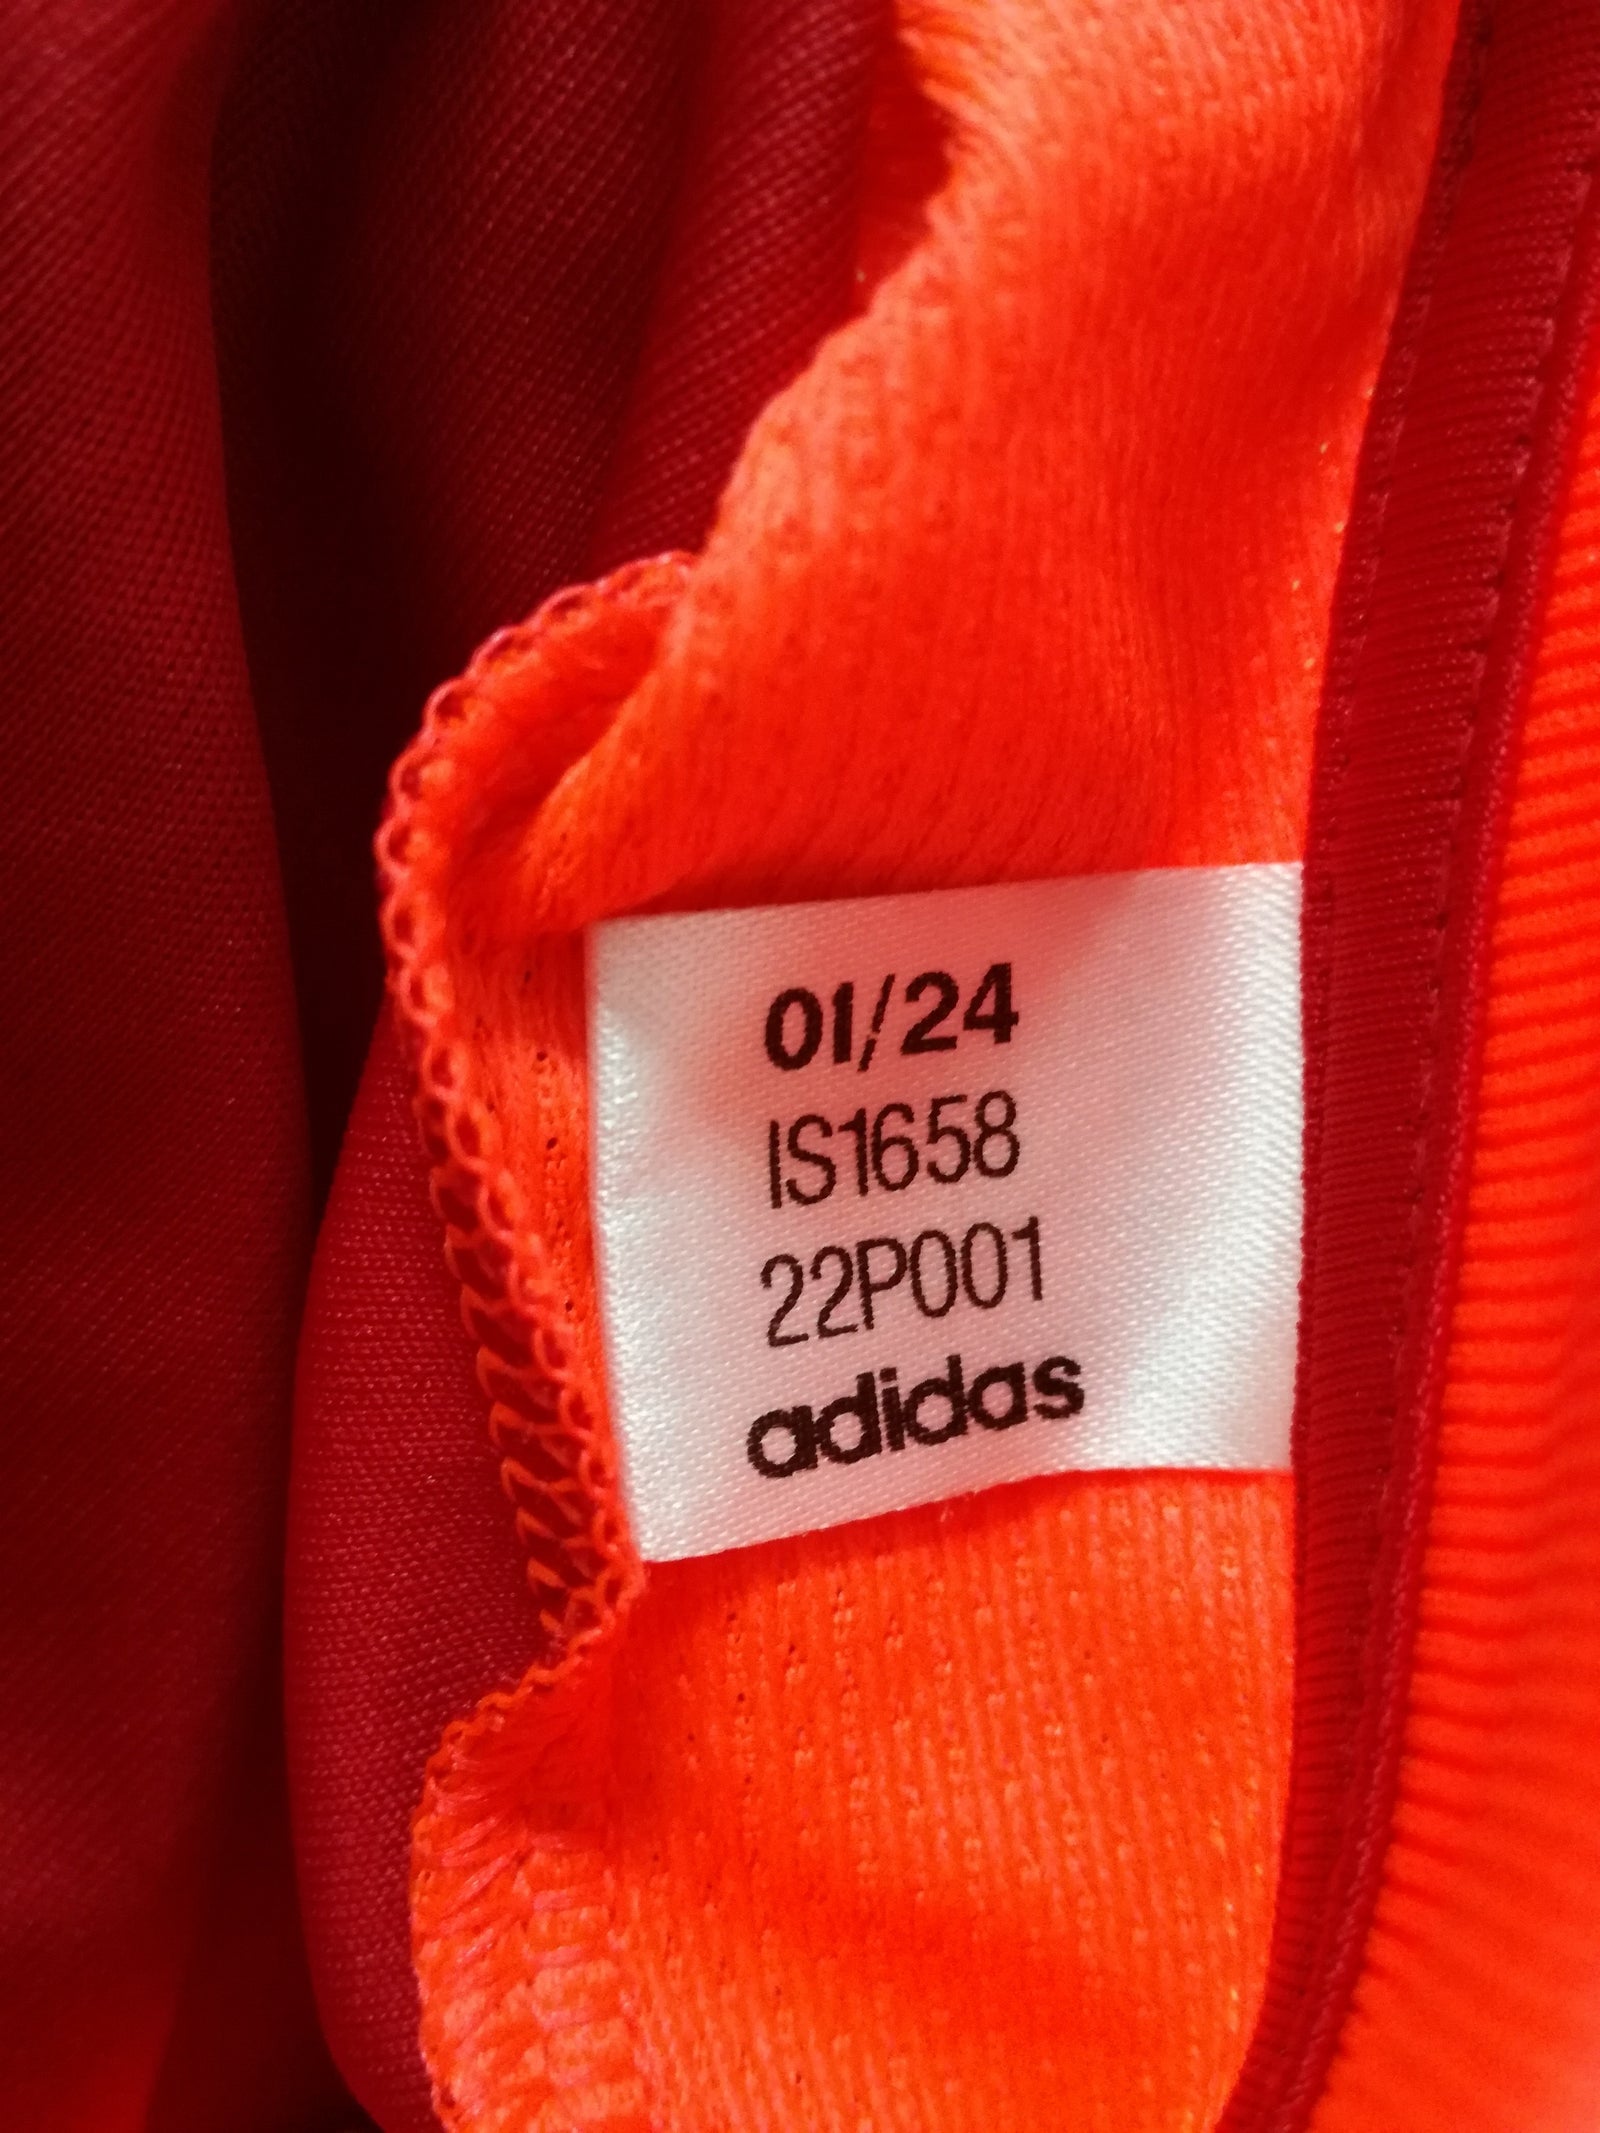 01/24
IS1658
22P001
adidas